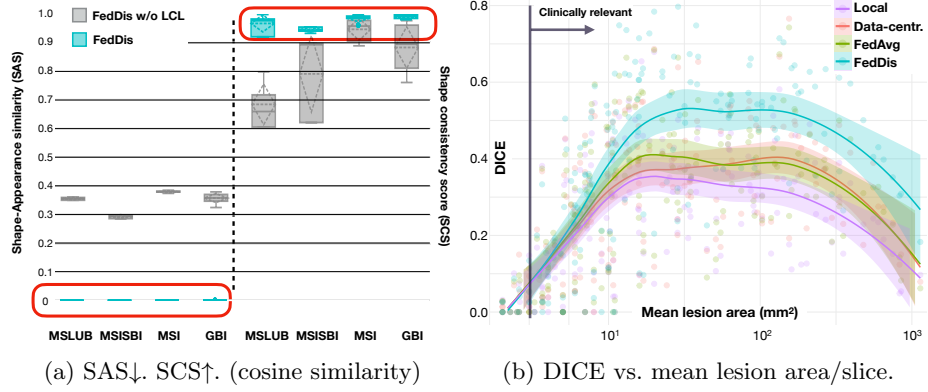 FedDis w/o LCL
FedDis
Shape-Appearance similarity (SAS)
Shape consistency score (SCS)
1.0
0.9
0.8
0.7
0.6
0.5
0.4
0.3
0.2
0.1
0
MSLUB MSISBI MSI GBI MSLUB MSISBI MSI GBI
(a) SAS↓. SCS↑. (cosine similarity)
Clinically relevant
Local
Data-centr.
FedAvg
FedDis
DICE
0.8
0.6
0.4
0.2
0.0
Mean lesion area (mm²)
10¹ 10² 10³
(b) DICE vs. mean lesion area/slice.